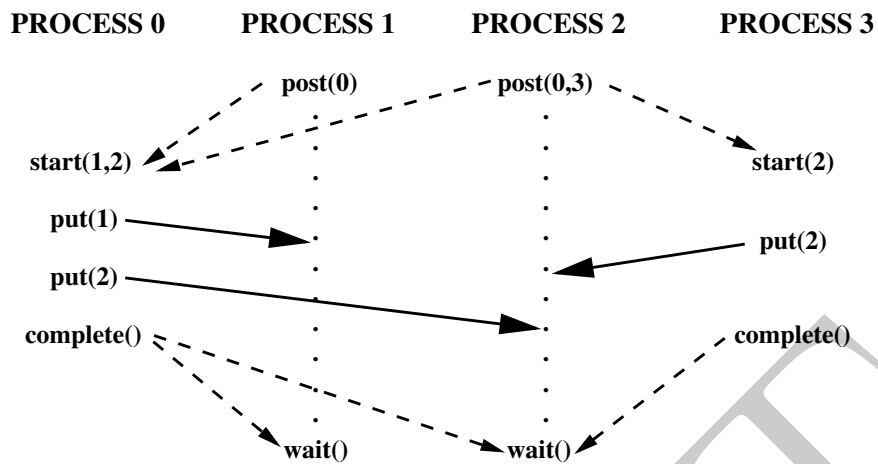 PROCESS 0 PROCESS 1 PROCESS 2 PROCESS 3
post(0) post(0,3)
start(1,2) start(2)
put(1)
put(2)
put(2)
complete() complete()
wait() wait()